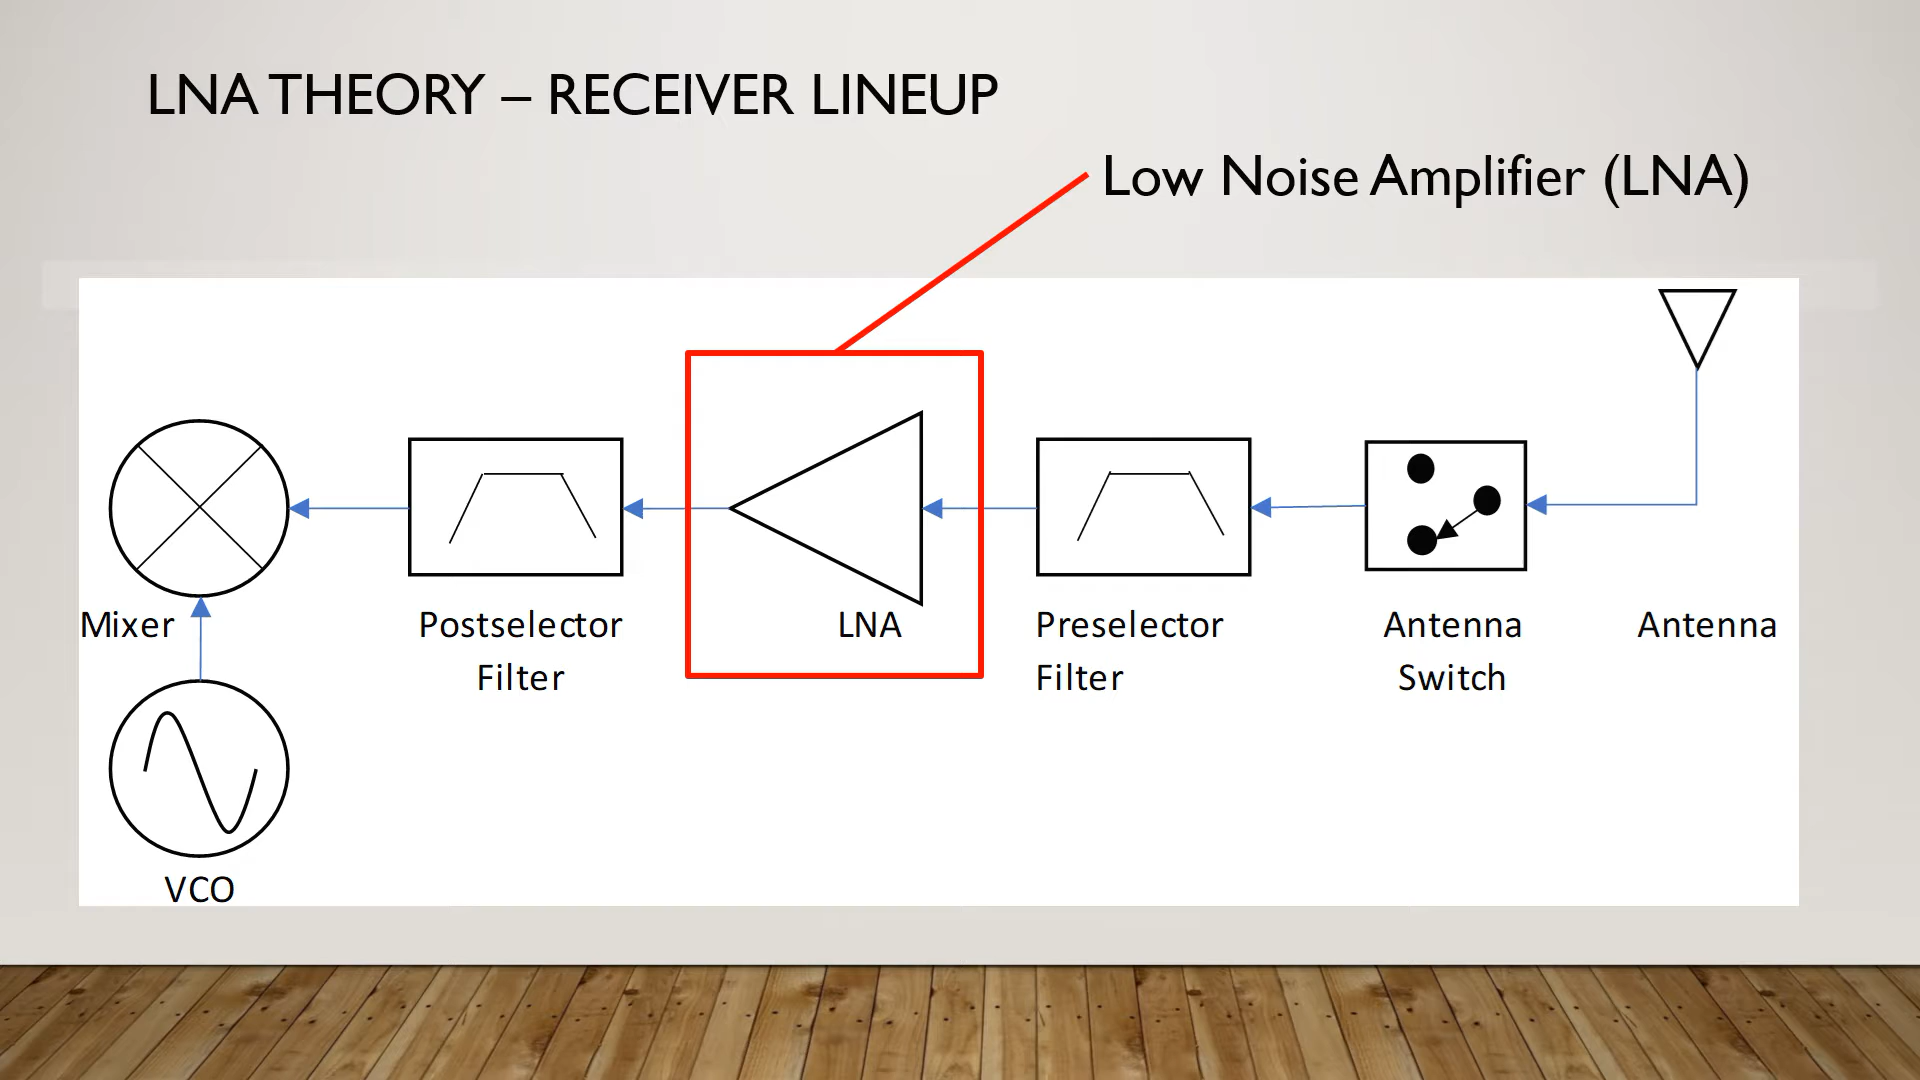 LNA THEORY – RECEIVER LINEUP
Low Noise Amplifier (LNA)
Mixer
Postselector
Filter
LNA
Preselector
Filter
Antenna
Switch
Antenna
VCO